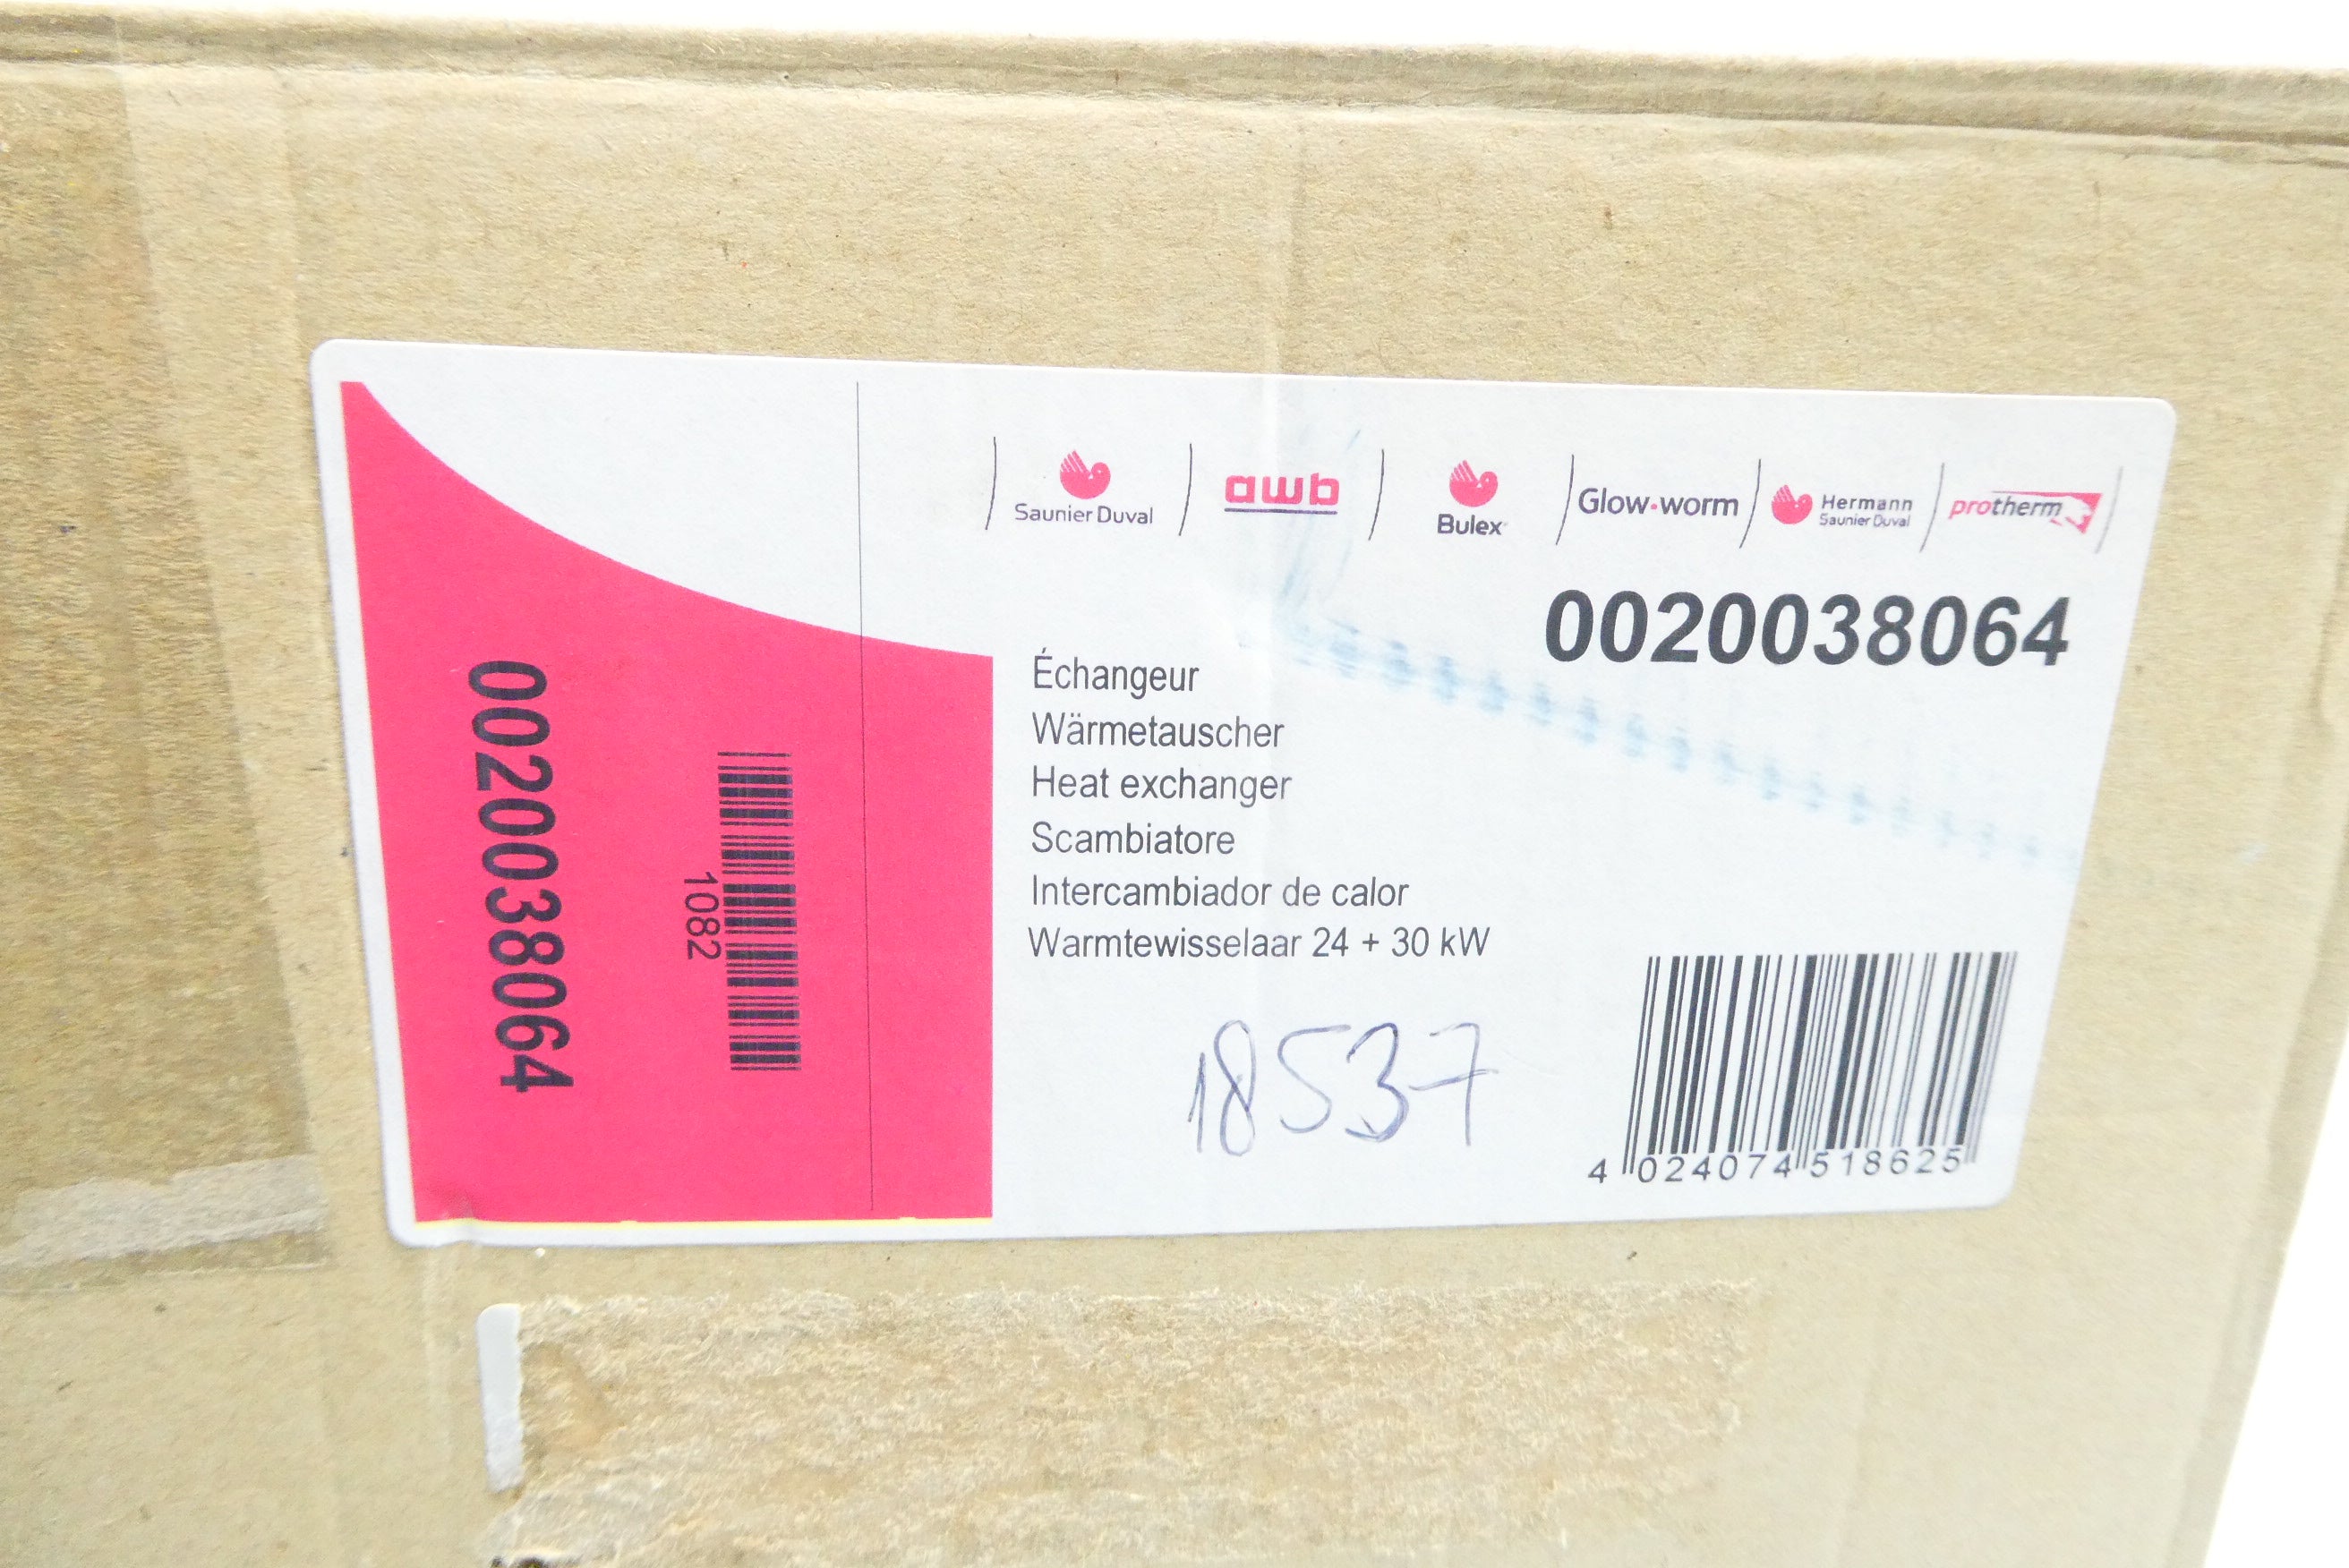 Saunier Duval
awb
Bulex
Glow-worm
Hermann
Saunier Duval
protherm
0020038064
0020038064
1082
Échangeur
Wärmetauscher
Heat exchanger
Scambiatore
Intercambiador de calor
Warmtewisselaar 24 + 30 kW
18537
4 024074 518625